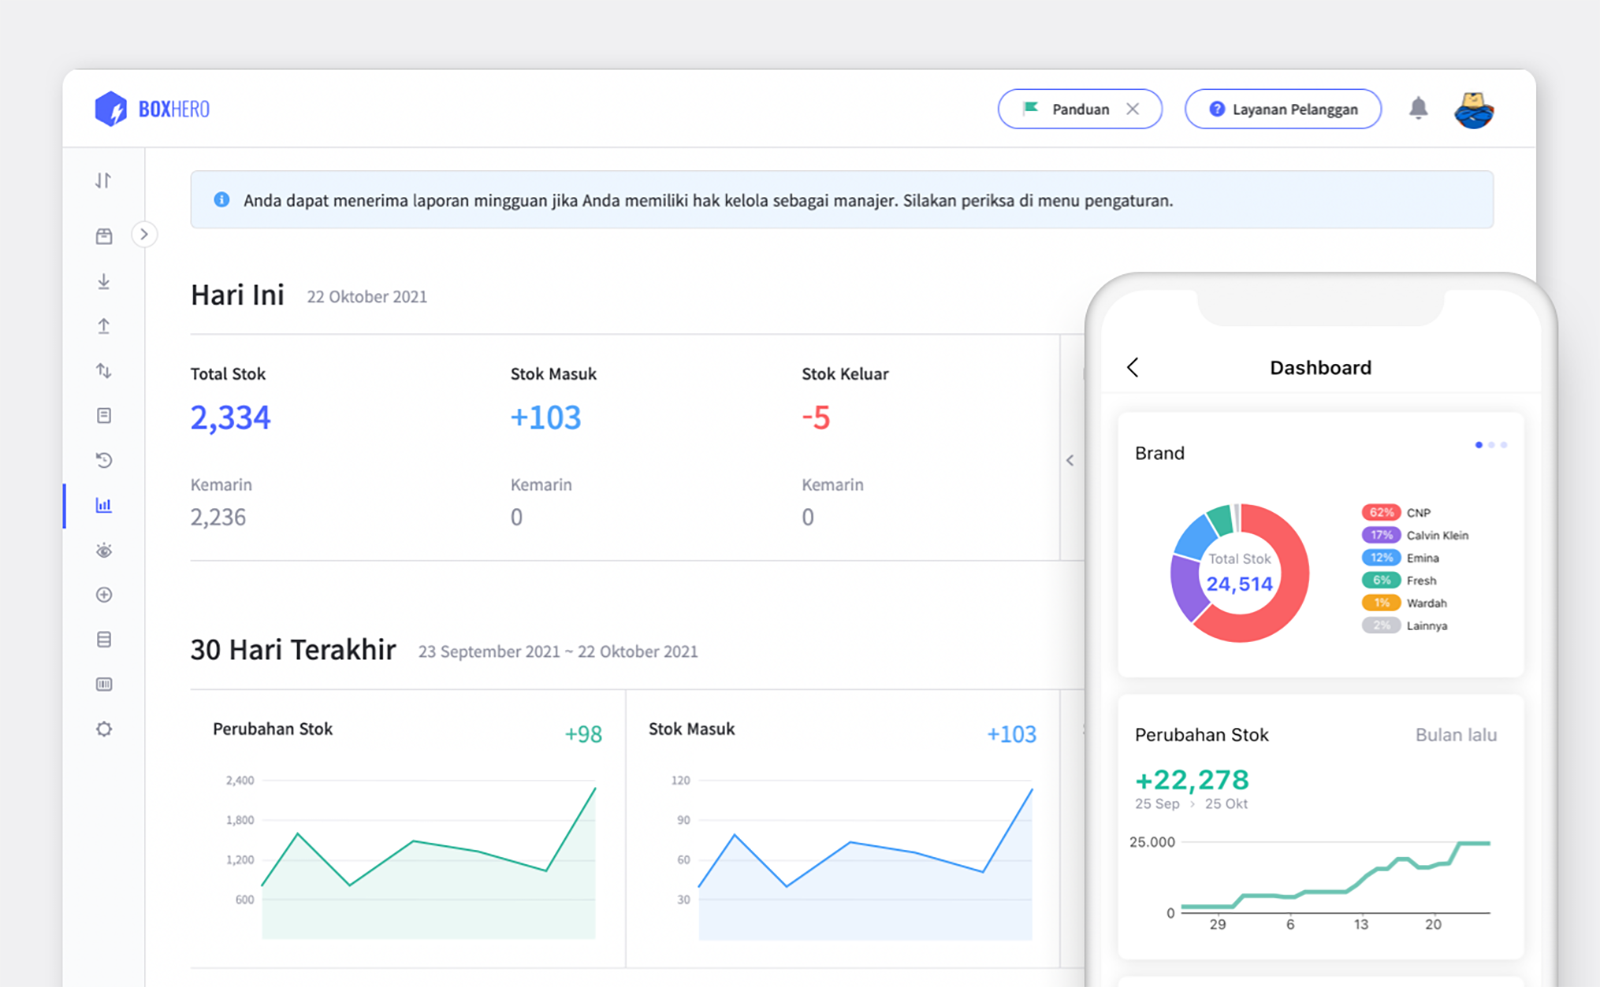 BOXHERO
Panduan
Layanan Pelanggan
Anda dapat menerima laporan mingguan jika Anda memiliki hak kelola sebagai manajer. Silakan periksa di menu pengaturan.
Hari Ini 22 Oktober 2021
Total Stok
2,334
Kemarin
2,236
Stok Masuk
+103
Kemarin
0
Stok Keluar
-5
Kemarin
0
30 Hari Terakhir 23 September 2021 ~ 22 Oktober 2021
Perubahan Stok +98
2,400
1,800
1,200
600
Stok Masuk +103
120
90
60
30
Dashboard
Brand
Total Stok
24,514
62% CNP
17% Calvin Klein
12% Emina
6% Fresh
1% Wardah
2% Lainnya
Perubahan Stok Bulan lalu
+22,278
25 Sep > 25 Okt
25.000
0
29 6 13 20